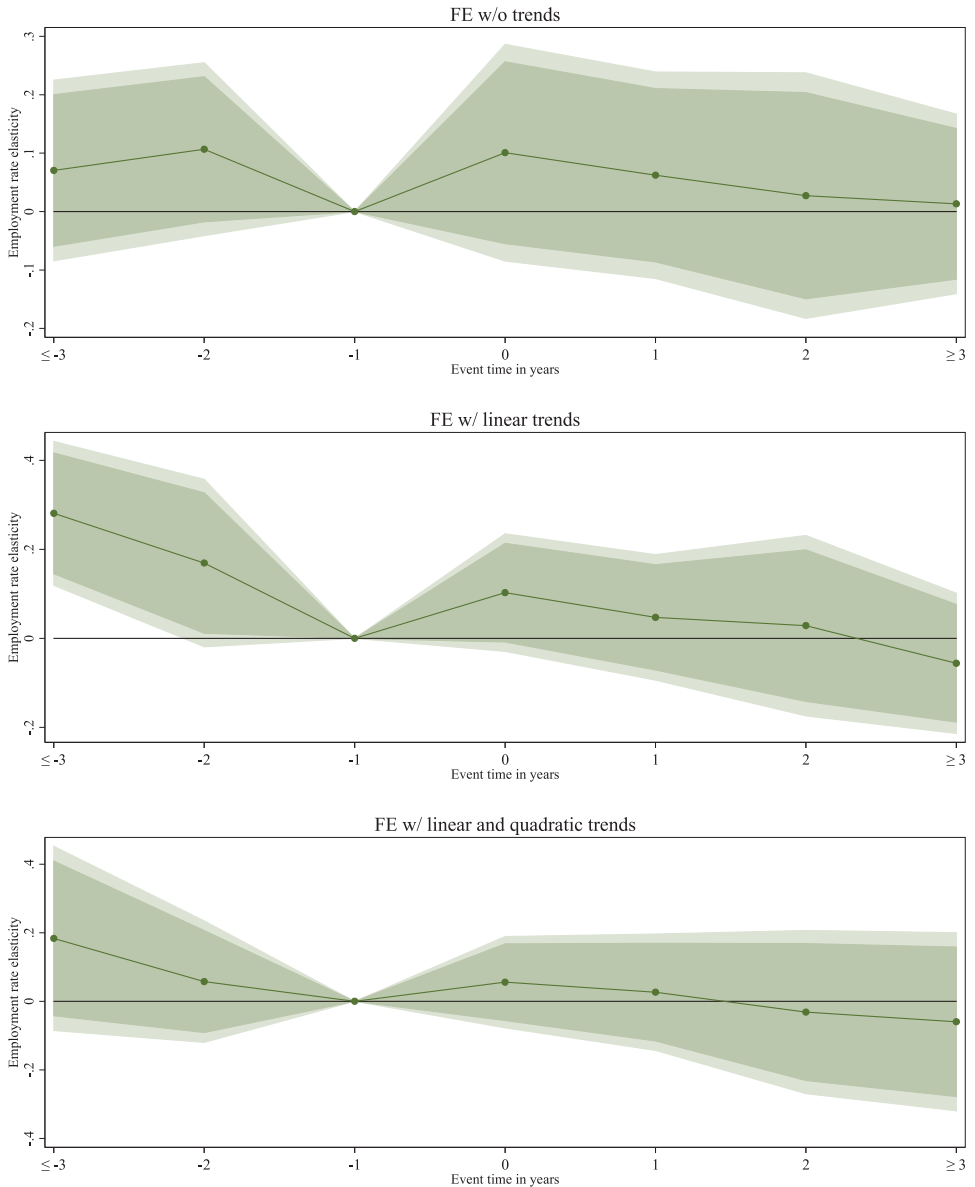 FE w/o trends
Employment rate elasticity
.3
.2
.1
0
-.1
-.2
≤ -3 -2 -1 0 1 2 ≥ 3
Event time in years
FE w/ linear trends
Employment rate elasticity
.4
.2
0
-.2
≤ -3 -2 -1 0 1 2 ≥ 3
Event time in years
FE w/ linear and quadratic trends
Employment rate elasticity
.4
.2
0
-.2
-.4
≤ -3 -2 -1 0 1 2 ≥ 3
Event time in years